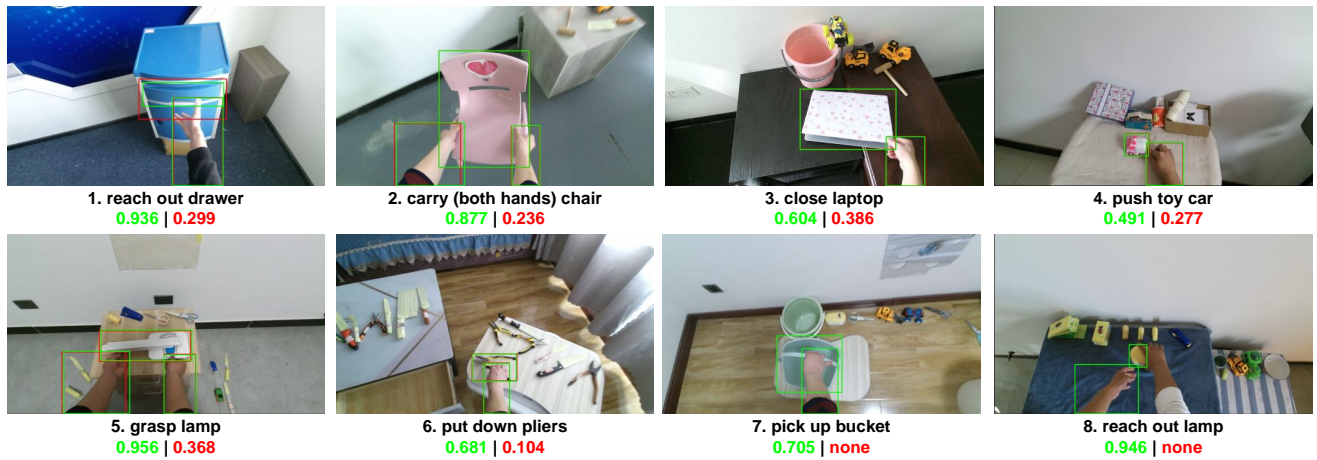 1. reach out drawer
0.936 | 0.299
2. carry (both hands) chair
0.877 | 0.236
3. close laptop
0.604 | 0.386
4. push toy car
0.491 | 0.277
5. grasp lamp
0.956 | 0.368
6. put down pliers
0.681 | 0.104
7. pick up bucket
0.705 | none
8. reach out lamp
0.946 | none